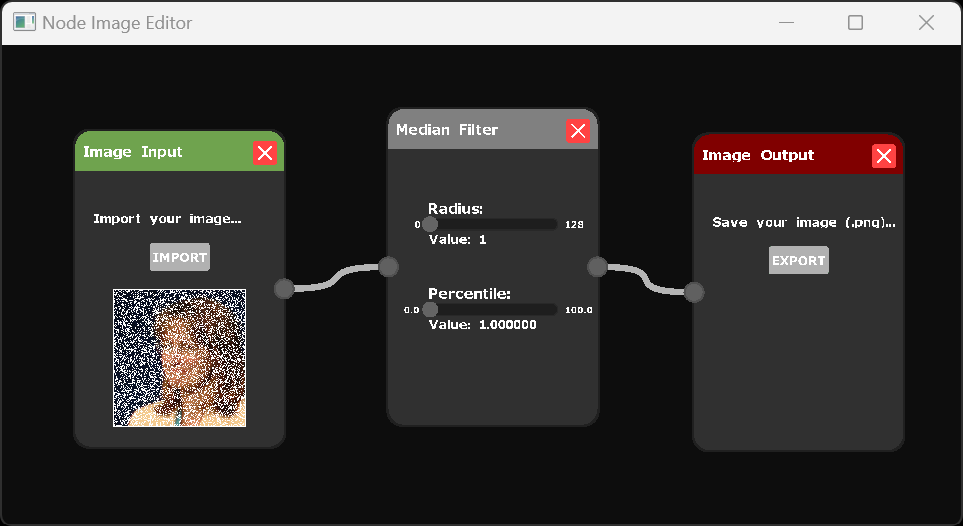 Node Image Editor
Image Input
Import your image...
IMPORT
Median Filter
Radius:
0 128
Value: 1
Percentile:
0.0 100.0
Value: 1.000000
Image Output
Save your image (.png)...
EXPORT